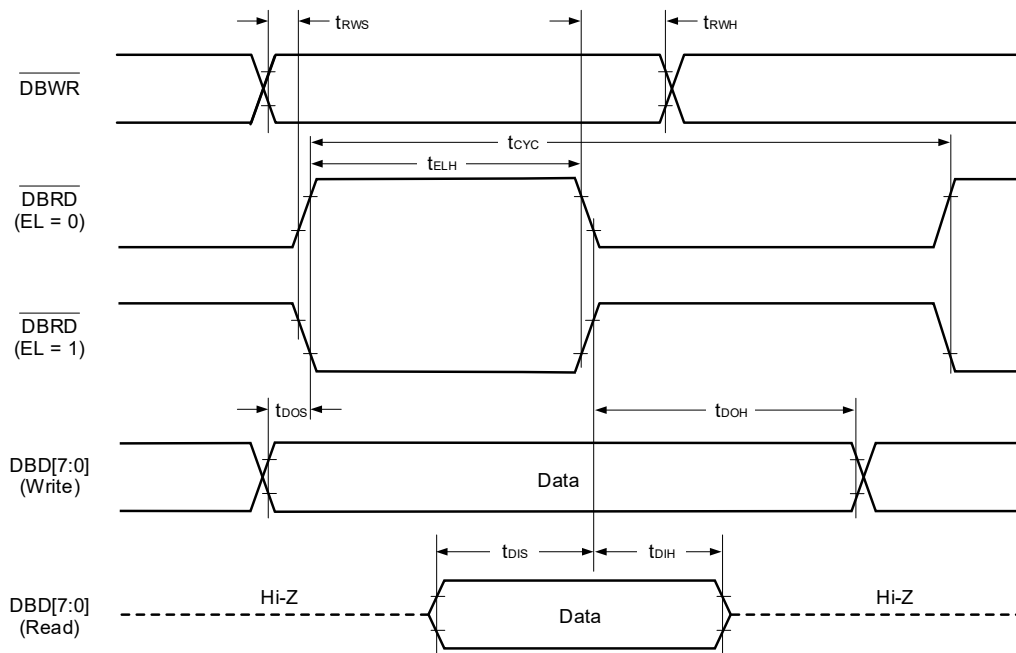 tRWS
tRWH
DBWR
tCYC
tELH
DBRD
(EL = 0)
DBRD
(EL = 1)
tDOS
tDOH
DBD[7:0]
(Write)
Data
tDIS
tDIH
DBD[7:0]
(Read)
Hi-Z
Data
Hi-Z